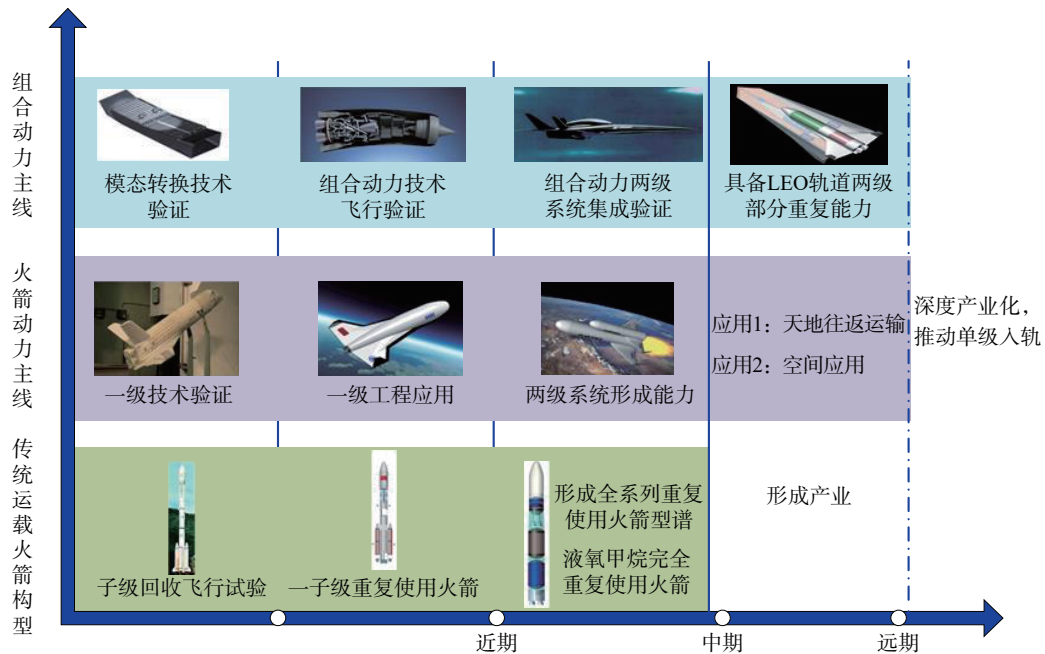 组合动力主线
模态转换技术
验证
组合动力技术
飞行验证
组合动力两级
系统集成验证
具备LEO轨道两级
部分重复能力
火箭动力主线
一级技术验证
一级工程应用
两级系统形成能力
应用1：天地往返运输
应用2：空间应用
深度产业化，
推动单级入轨
传统运载火箭构型
子级回收飞行试验
一子级重复使用火箭
形成全系列重复
使用火箭型谱
液氧甲烷完全
重复使用火箭
形成产业
近期
中期
远期